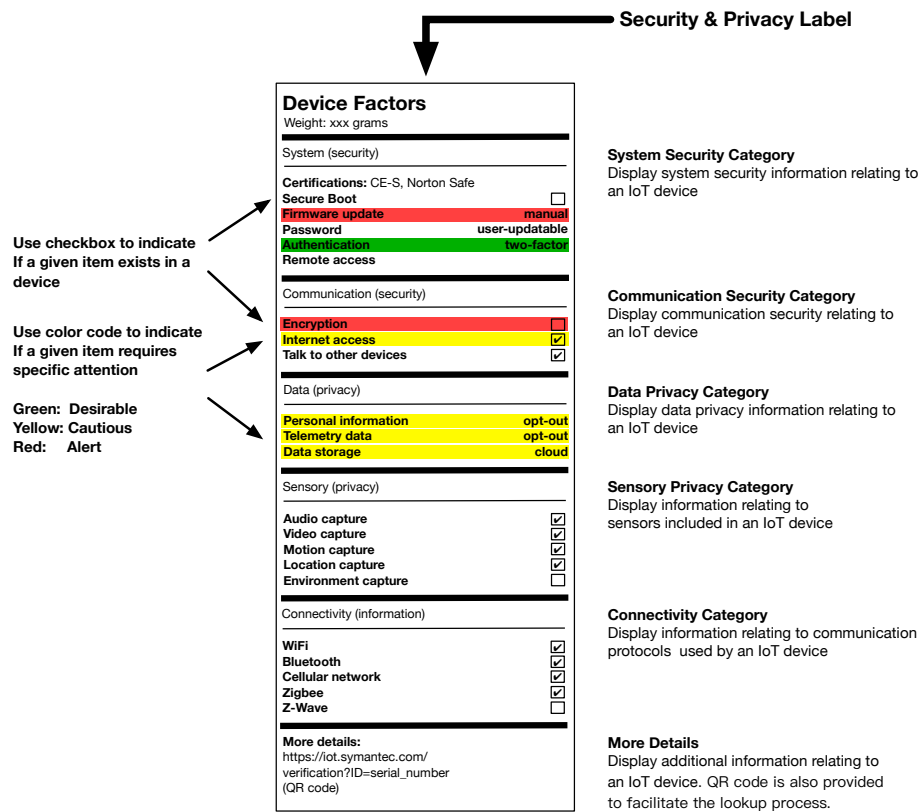 Security & Privacy Label
Device Factors
Weight: xxx grams
System (security)
Certifications: CE-S, Norton Safe
Secure Boot
Firmware update manual
Password user-updatable
Authentication two-factor
Remote access
Communication (security)
Encryption
Internet access
Talk to other devices
Data (privacy)
Personal information opt-out
Telemetry data opt-out
Data storage cloud
Sensory (privacy)
Audio capture
Video capture
Motion capture
Location capture
Environment capture
Connectivity (information)
WiFi
Bluetooth
Cellular network
Zigbee
Z-Wave
More details:
https://iot.symantec.com/
verification?ID=serial_number
(QR code)
Use checkbox to indicate
If a given item exists in a
device
Use color code to indicate
If a given item requires
specific attention
Green: Desirable
Yellow: Cautious
Red: Alert
System Security Category
Display system security information relating to
an IoT device
Communication Security Category
Display communication security relating to
an IoT device
Data Privacy Category
Display data privacy information relating to
an IoT device
Sensory Privacy Category
Display information relating to
sensors included in an IoT device
Connectivity Category
Display information relating to communication
protocols used by an IoT device
More Details
Display additional information relating to
an IoT device. QR code is also provided
to facilitate the lookup process.